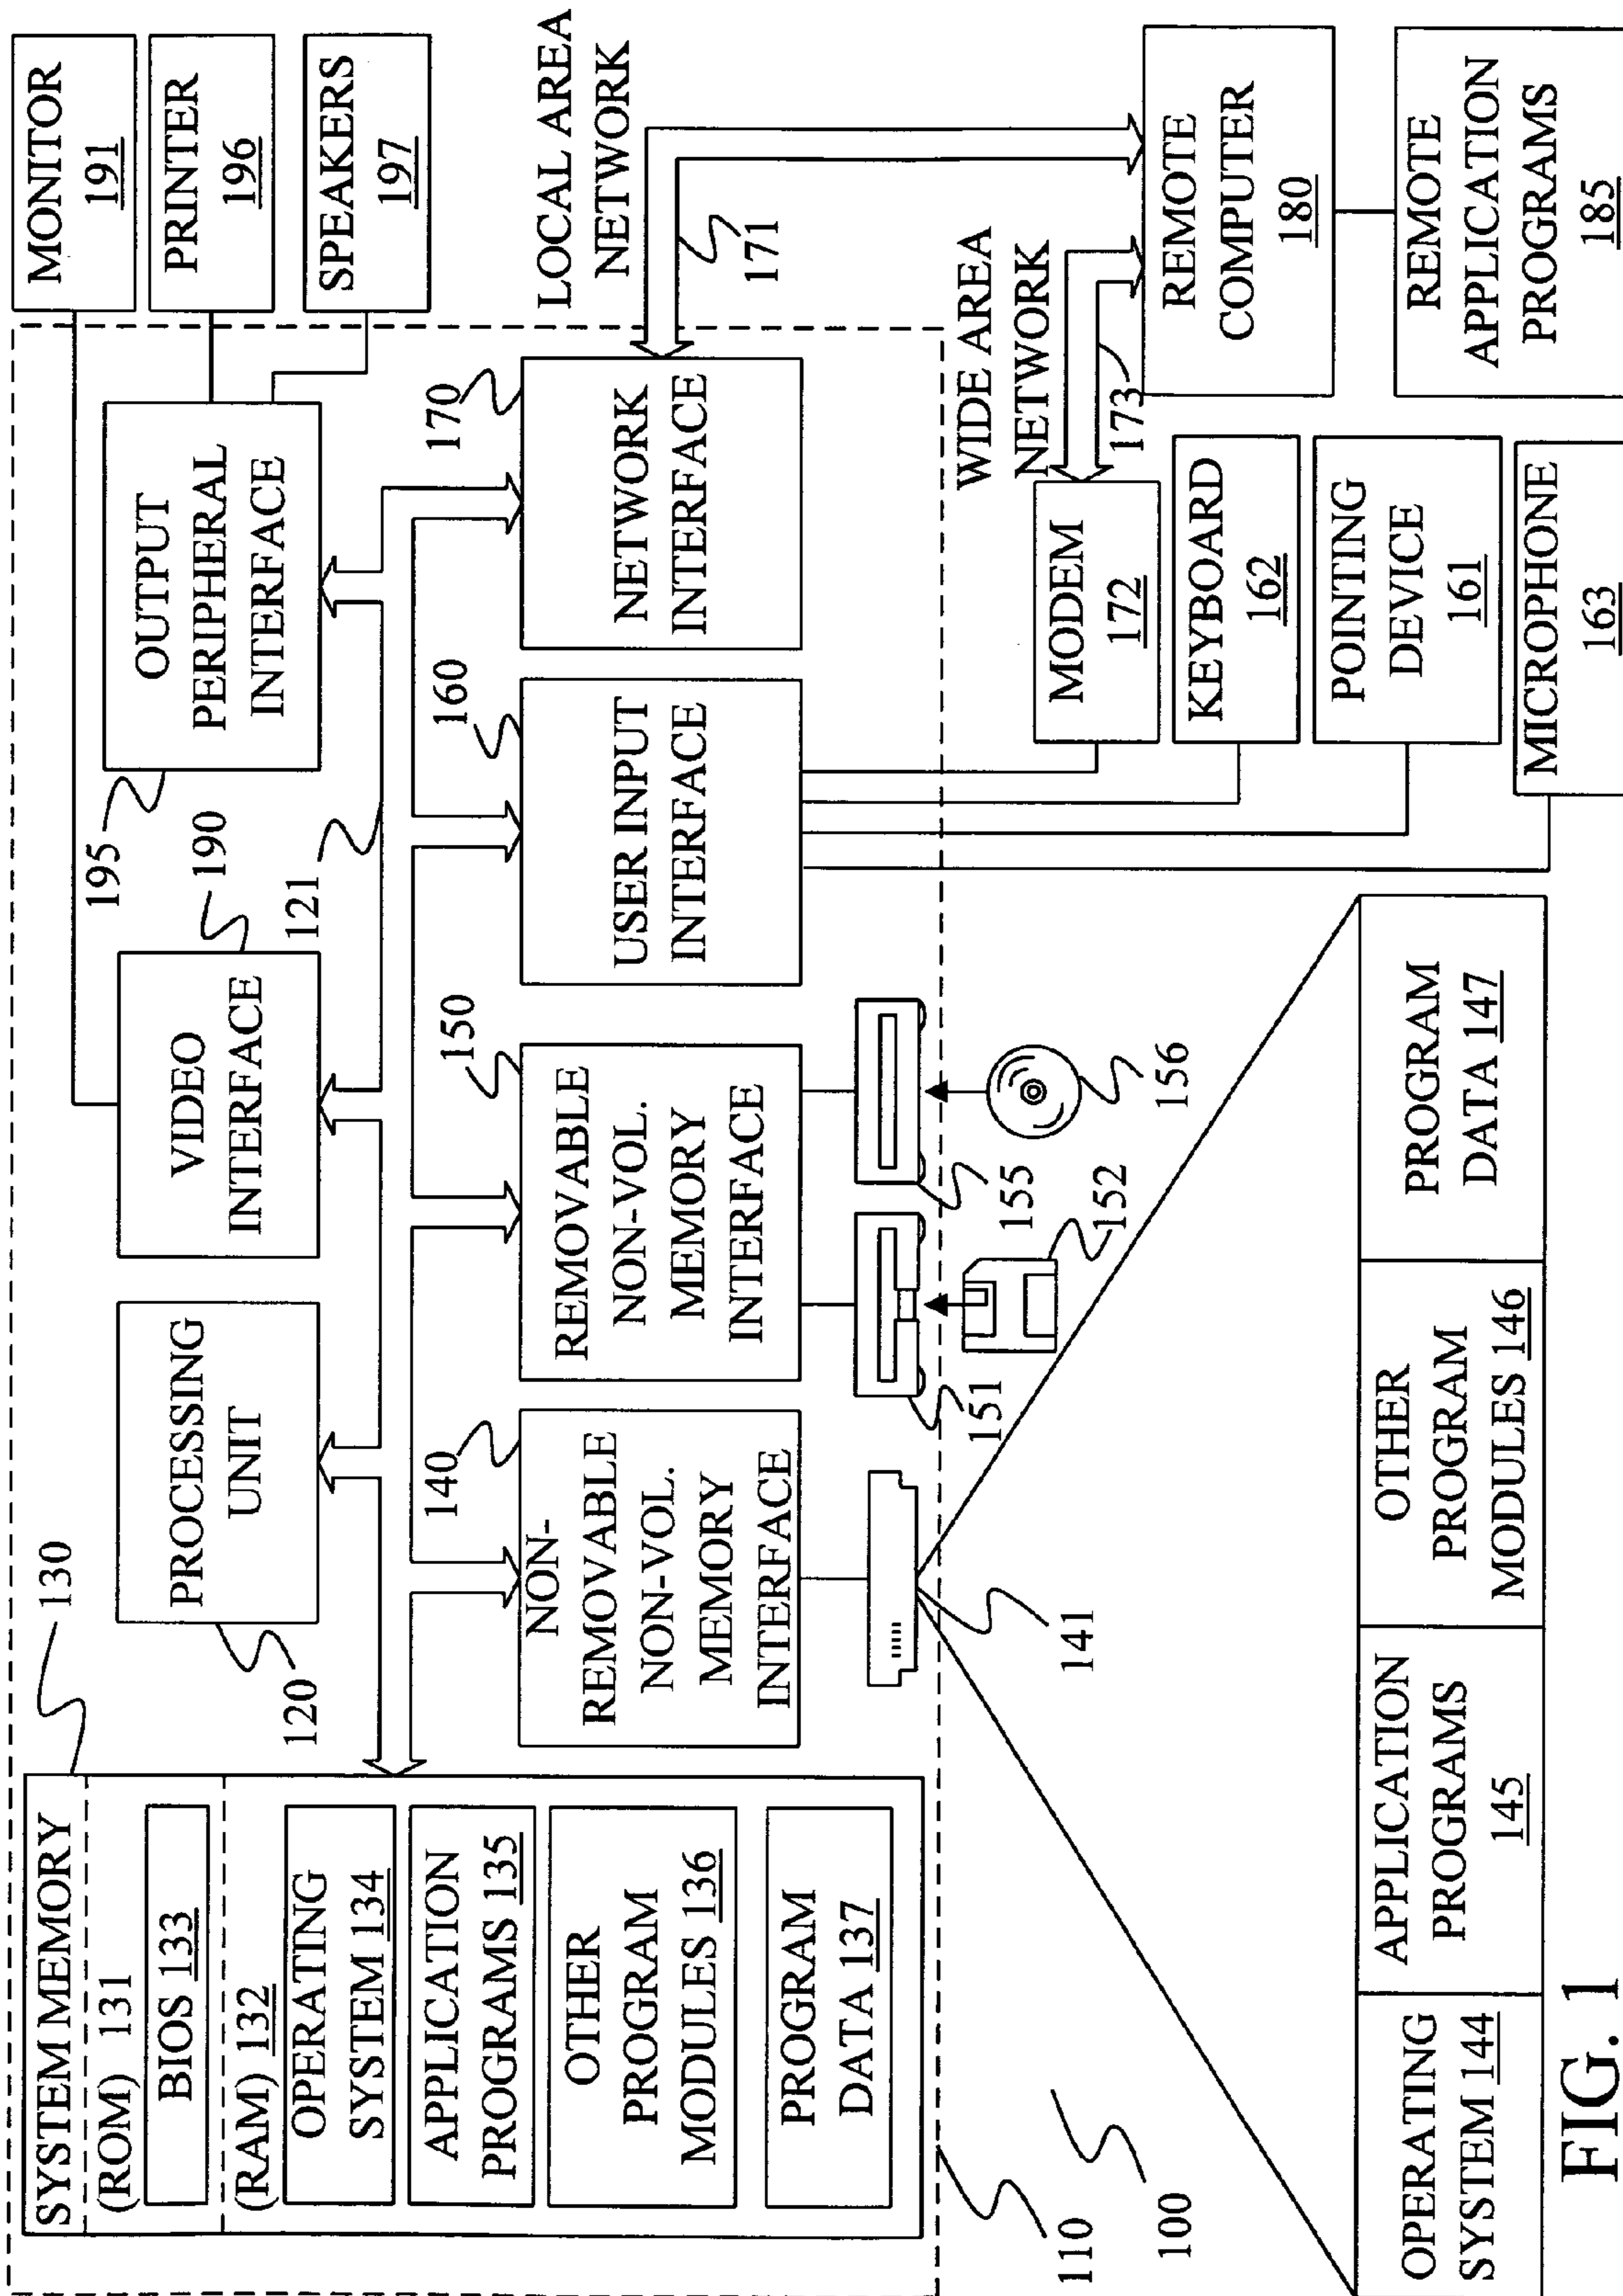 SYSTEM MEMORY
(ROM) 131
BIOS 133
(RAM) 132
OPERATING
SYSTEM 134
APPLICATION
PROGRAMS 135
OTHER
PROGRAM
MODULES 136
PROGRAM
DATA 137
130
PROCESSING
UNIT
120
VIDEO
INTERFACE
190
121
OUTPUT
PERIPHERAL
INTERFACE
195
MONITOR
191
PRINTER
196
SPEAKERS
197
NON-
REMOVABLE
NON-VOL.
MEMORY
INTERFACE
140
REMOVABLE
NON-VOL.
MEMORY
INTERFACE
150
USER INPUT
INTERFACE
160
NETWORK
INTERFACE
170
LOCAL AREA
NETWORK
171
WIDE AREA
NETWORK
173
141
151
152
155
156
MODEM
172
KEYBOARD
162
POINTING
DEVICE
161
MICROPHONE
163
REMOTE
COMPUTER
180
REMOTE
APPLICATION
PROGRAMS
185
110
100
OPERATING
SYSTEM 144
APPLICATION
PROGRAMS
145
OTHER
PROGRAM
MODULES 146
PROGRAM
DATA 147
FIG. 1